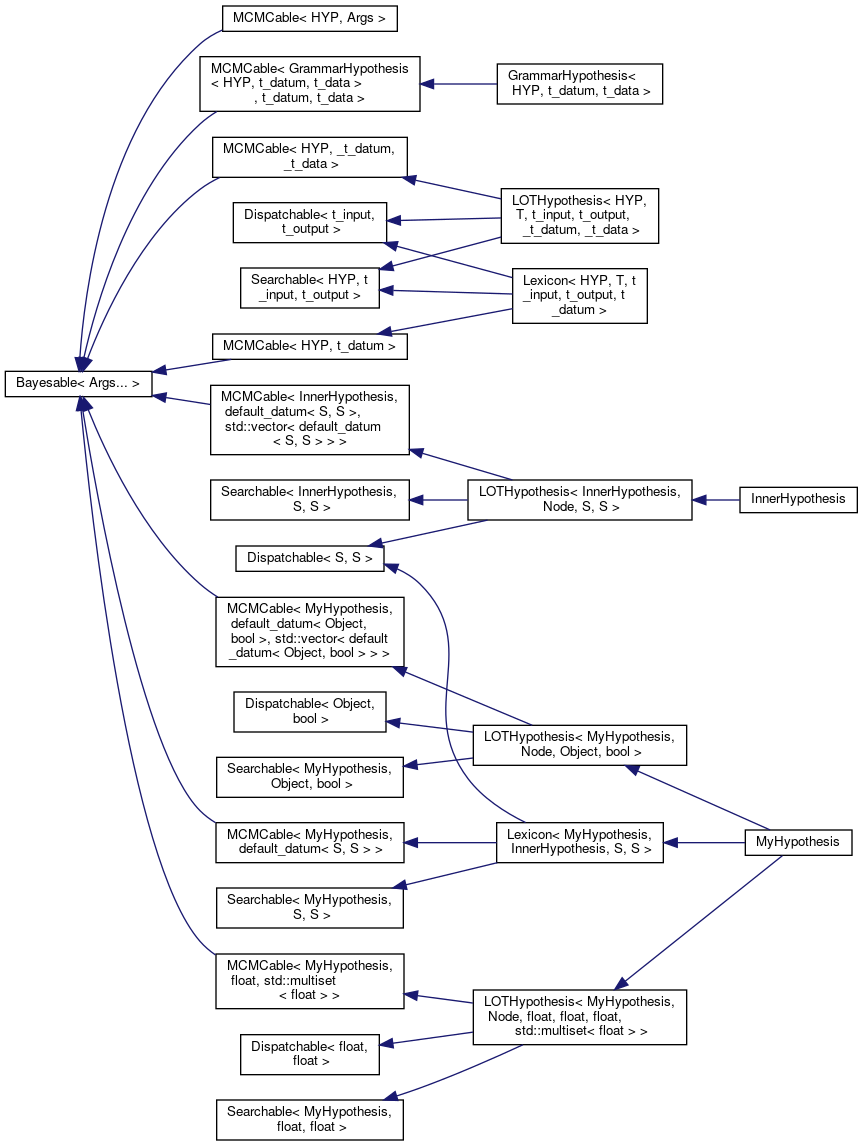 MCMCable< HYP, Args >
MCMCable< GrammarHypothesis
< HYP, t_datum, t_data >
, t_datum, t_data >
GrammarHypothesis<
HYP, t_datum, t_data >
MCMCable< HYP, _t_datum,
_t_data >
LOTHypothesis< HYP,
T, t_input, t_output,
_t_datum, _t_data >
Dispatchable< t_input,
t_output >
Searchable< HYP, t
_input, t_output >
Lexicon< HYP, T, t
_input, t_output, t
_datum >
MCMCable< HYP, t_datum >
Bayesable< Args... >
MCMCable< InnerHypothesis,
default_datum< S, S >,
std::vector< default_datum
< S, S > > >
Searchable< InnerHypothesis,
S, S >
LOTHypothesis< InnerHypothesis,
Node, S, S >
InnerHypothesis
Dispatchable< S, S >
MCMCable< MyHypothesis,
default_datum< Object,
bool >, std::vector< default
_datum< Object, bool > > >
Dispatchable< Object,
bool >
LOTHypothesis< MyHypothesis,
Node, Object, bool >
Searchable< MyHypothesis,
Object, bool >
MCMCable< MyHypothesis,
default_datum< S, S > >
Lexicon< MyHypothesis,
InnerHypothesis, S, S >
MyHypothesis
Searchable< MyHypothesis,
S, S >
MCMCable< MyHypothesis,
float, std::multiset
< float > >
LOTHypothesis< MyHypothesis,
Node, float, float, float,
std::multiset< float > >
Dispatchable< float,
float >
Searchable< MyHypothesis,
float, float >